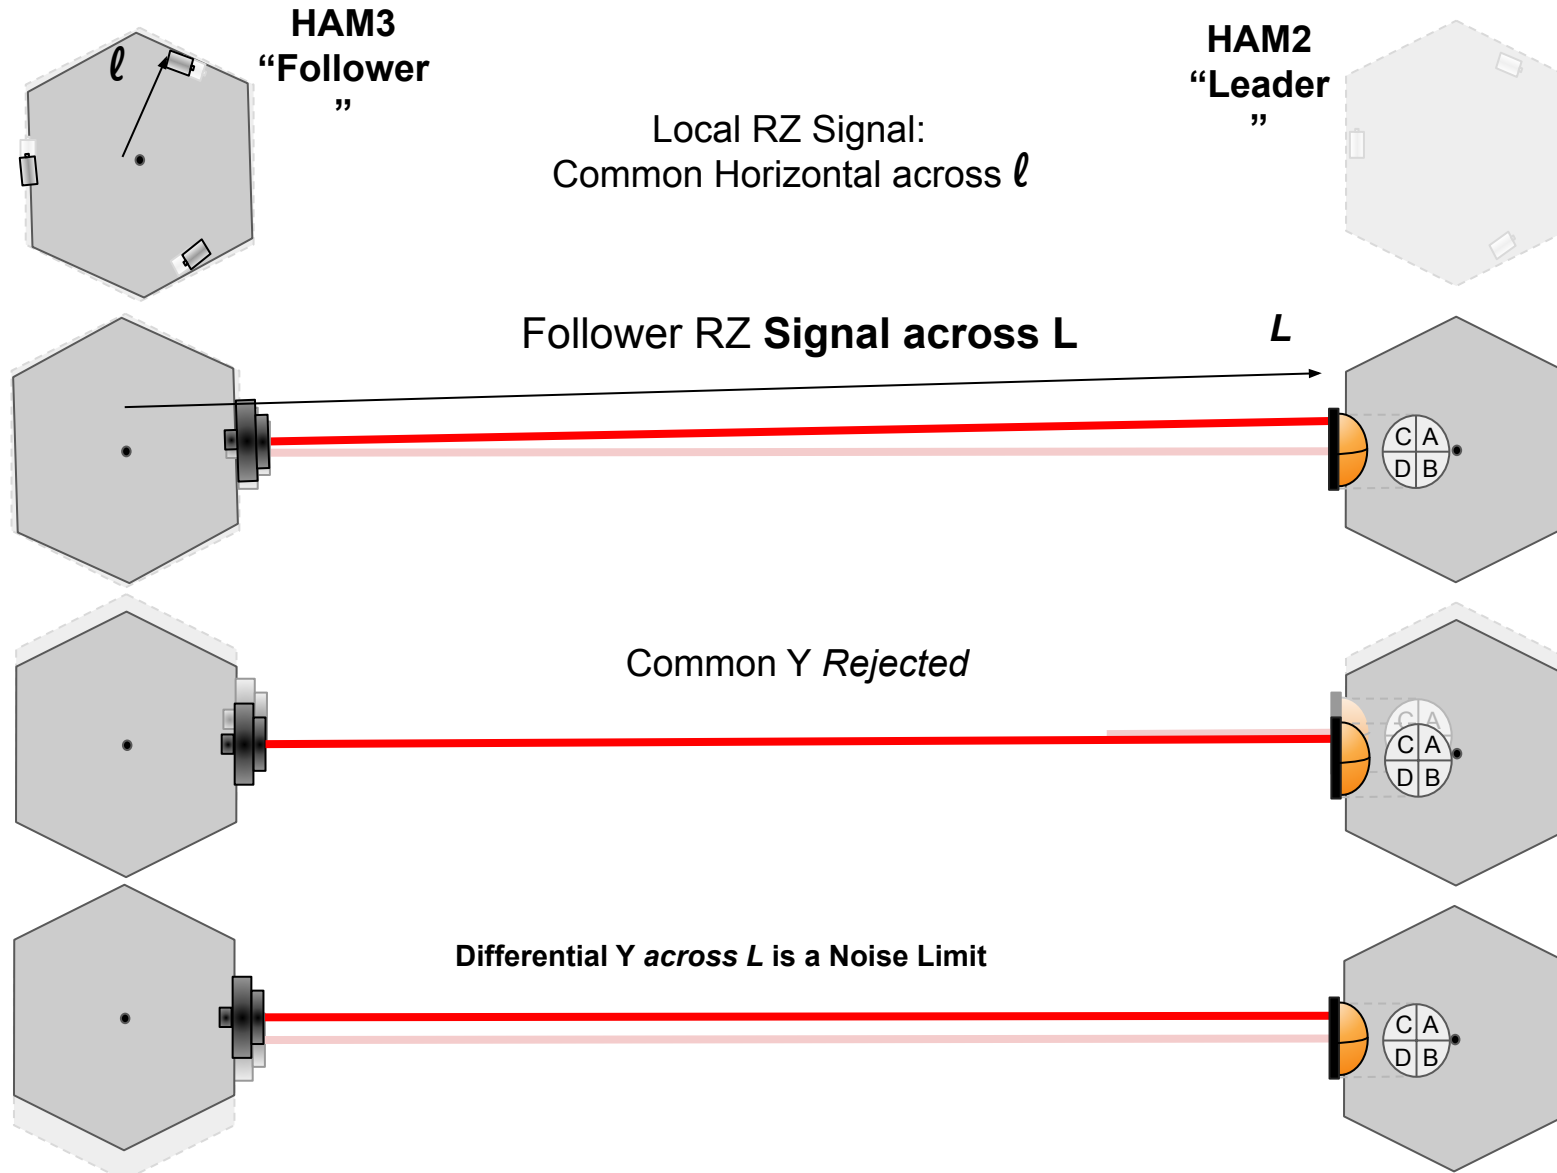 HAM3
“Follower
”
HAM2
“Leader
”
ℓ
Local RZ Signal:
Common Horizontal across ℓ
Follower RZ Signal across L
L
C A
D B
Common Y Rejected
C A
C A
D B
Differential Y across L is a Noise Limit
C A
D B